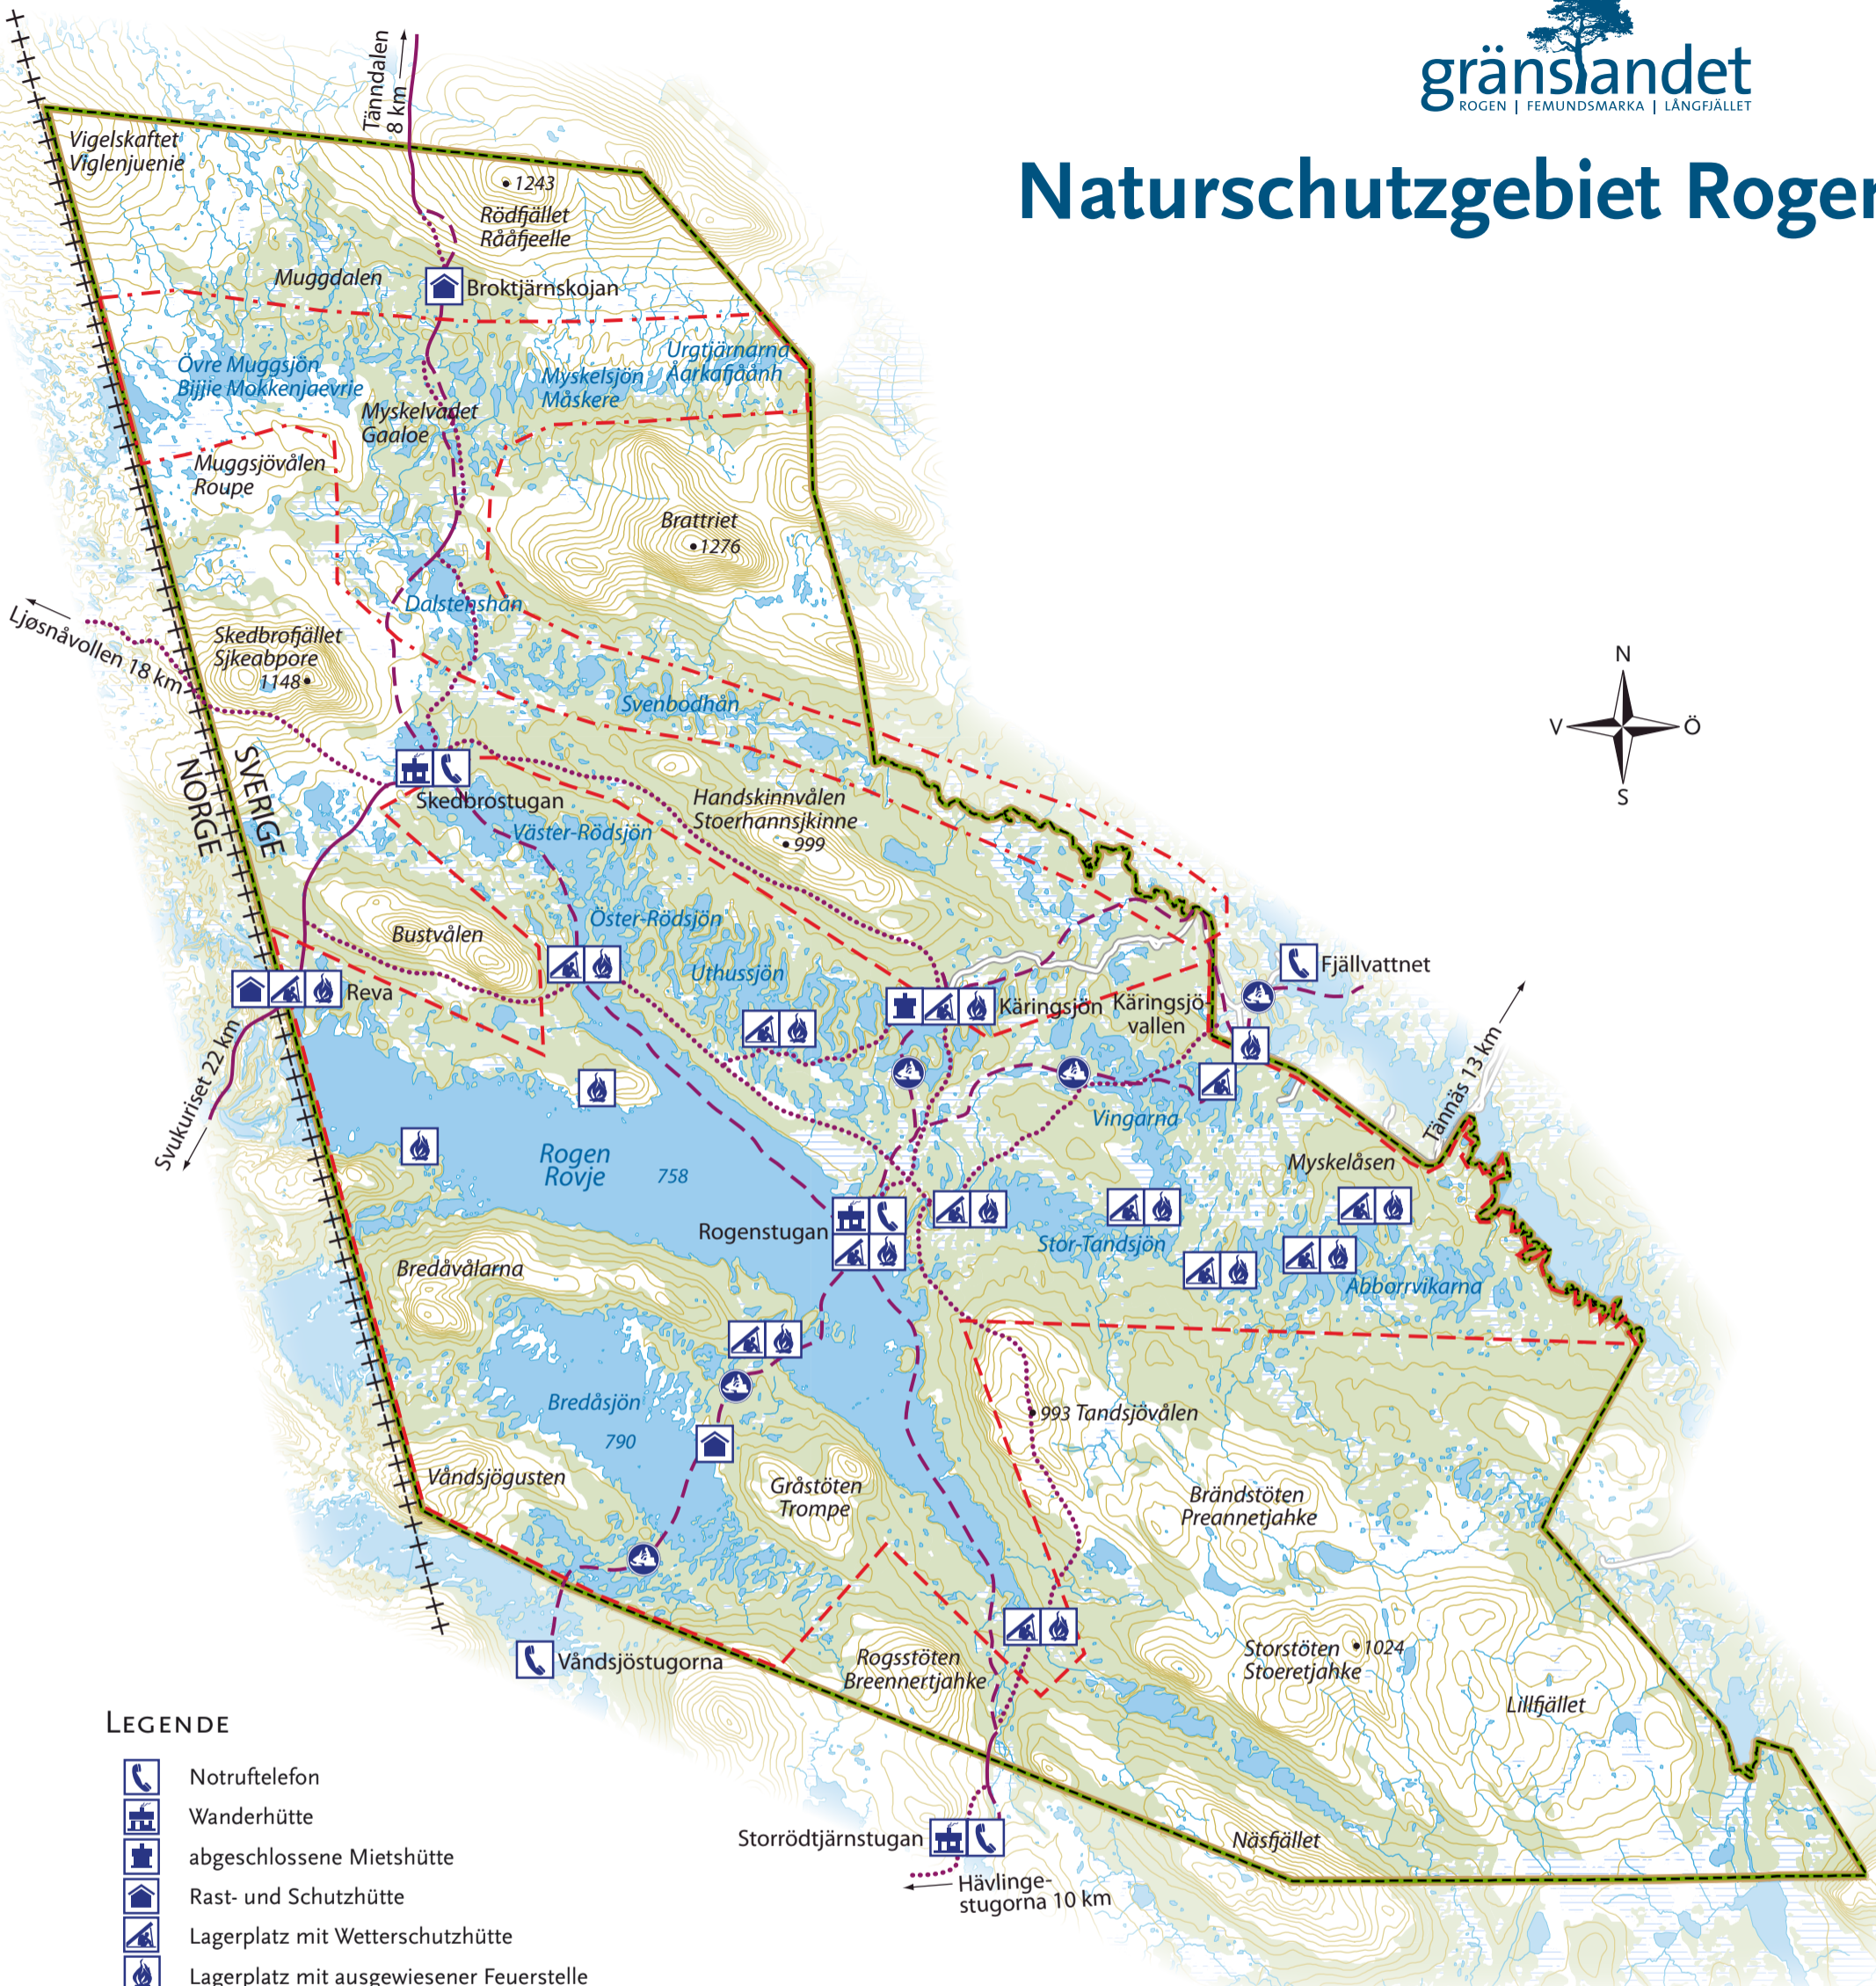 gränslandet
ROGEN | FEMUNDSMARKA | LÅNGFJÄLLET
Naturschutzgebiet Rogen
Tänndalen
8 km
Vigelskaftet
Viglenjuenie
1243
Rödfjället
Rååfjeelle
Muggdalen
Broktjärnskojan
Övre Muggsjön
Bijjie Mokkenjaevrie
Urgtjärnarna
Åarkafjåånh
Myskelsjön
Måskere
Myskelvadet
Gaaloe
Muggsjövålen
Roupe
Brattriet
1276
Dalstenshån
Ljøsnåvollen 18 km
Skedbrofjället
Sjkeabpore
1148
Svenbodhån
N
V
Ö
S
SVERIGE
NORGE
Skedbrostugan
Handskinnvålen
Stoerhannsjkinne
999
Väster-Rödsjön
Öster-Rödsjön
Bustvålen
Uthussjön
Fjällvattnet
Reva
Käringsjön
Käringsjö-
vallen
Svukuriset 22 km
Tännäs 13 km
Vingarna
Rogen
Rovje
758
Myskelåsen
Rogenstugan
Stor-Tandsjön
Bredåvålarna
Abborrvikarna
Bredåsjön
790
993 Tandsjövålen
Våndsjögusten
Gråstöten
Trompe
Brändstöten
Preannetjahke
Våndsjöstugorna
Rogsstöten
Breennertjahke
Storstöten
Stoeretjahke
1024
Lillfjället
Storrödtjärnstugan
Näsfjället
Hävlinge-
stugorna 10 km
LEGENDE
Notruftelefon
Wanderhütte
abgeschlossene Mietshütte
Rast- und Schutzhütte
Lagerplatz mit Wetterschutzhütte
Lagerplatz mit ausgewiesener Feuerstelle